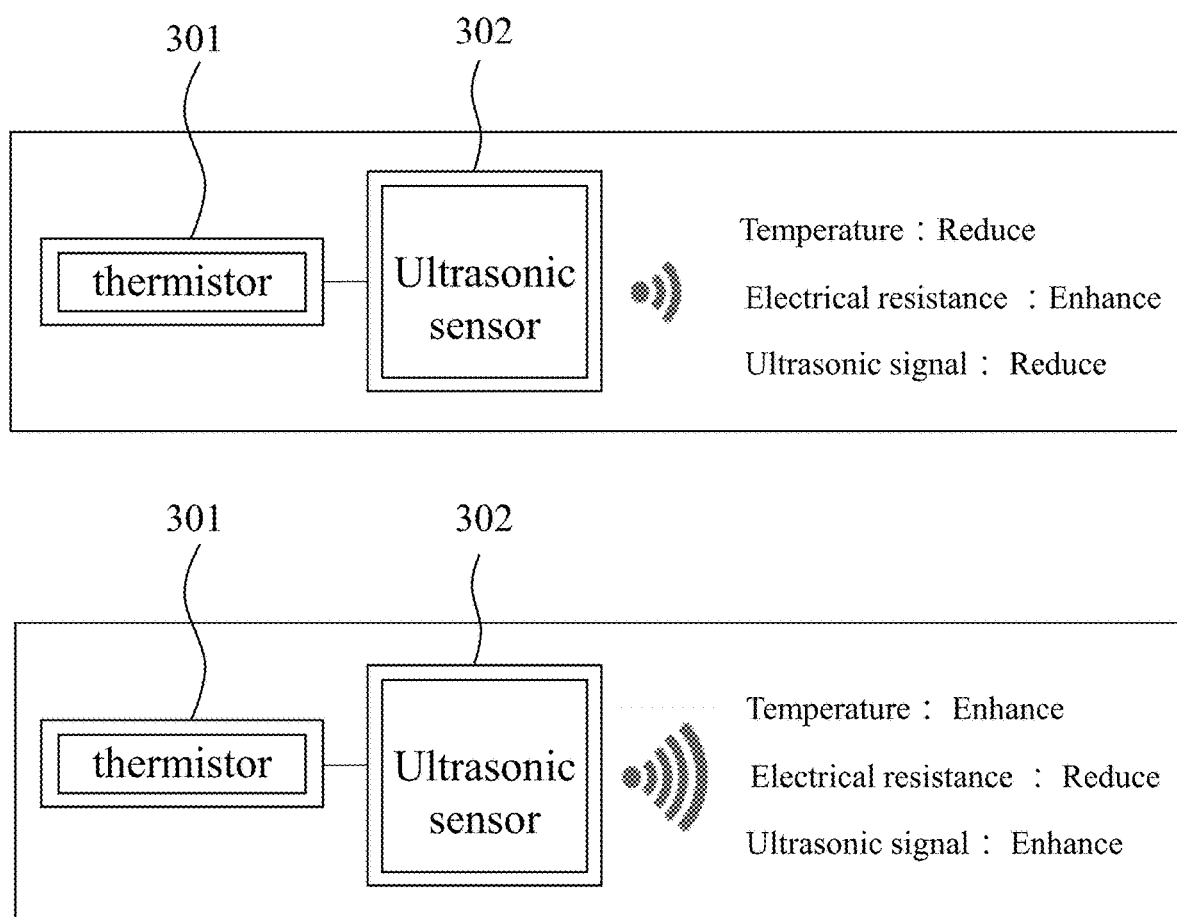 301
302
thermistor
Ultrasonic
sensor
Temperature：Reduce
Electrical resistance：Enhance
Ultrasonic signal： Reduce
301
302
thermistor
Ultrasonic
sensor
Temperature： Enhance
Electrical resistance ： Reduce
Ultrasonic signal： Enhance